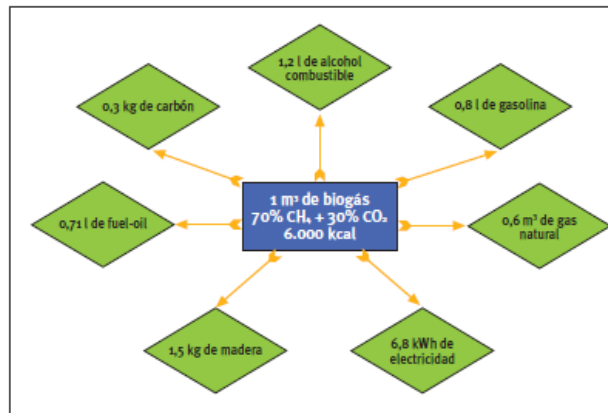 1,2 l de alcohol
combustible
0,3 kg de carbón
0,8 l de gasolina
1 m³ de biogás
70% CH₄ + 30% CO₂
6.000 kcal
0,71 l de fuel-oil
0,6 m³ de gas
natural
1,5 kg de madera
6,8 kWh de
electricidad